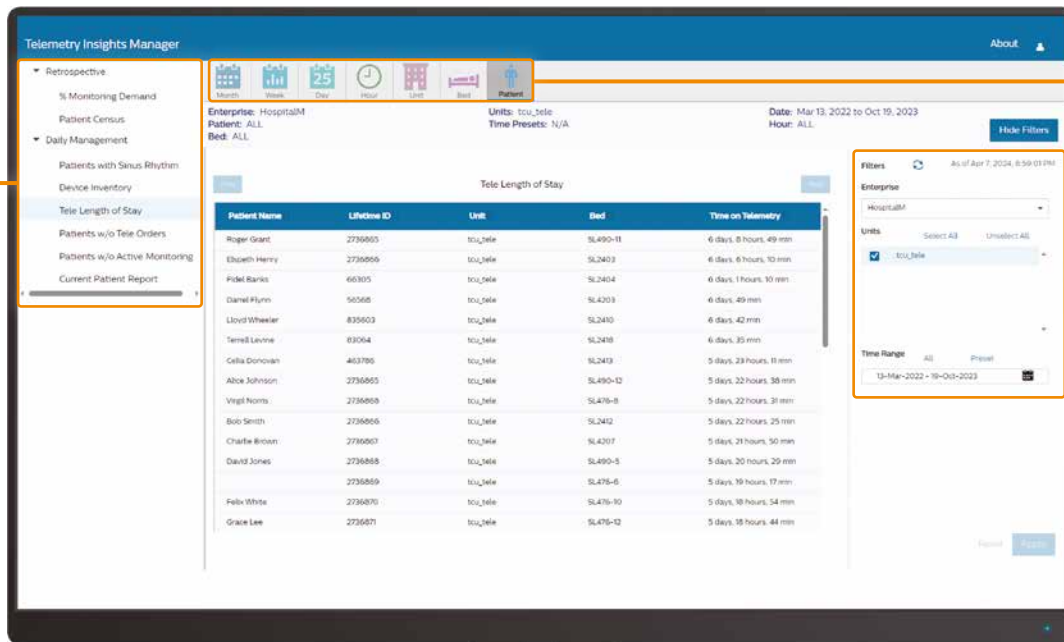 Telemetry Insights Manager
About
Retrospective
% Monitoring Demand
Patient Census
Daily Management
Patients with Sinus Rhythm
Device Inventory
Tele Length of Stay
Patients w/o Tele Orders
Patients w/o Active Monitoring
Current Patient Report
Month Week Day 25 Hour Unit Bed Patient
Enterprise: HospitalM Units: tcu_tele Date: Mar 13, 2022 to Oct 19, 2023
Patient: ALL Time Presets: N/A Hour: ALL
Bed: ALL
Hide Filters
Tele Length of Stay
Patient Name Lifetime ID Unit Bed Time on Telemetry
Roger Grant 2736865 tcu_tele SL490-11 6 days, 8 hours, 49 min
Elspeth Henry 2736866 tcu_tele SL2403 6 days, 6 hours, 10 min
Fidel Banks 66305 tcu_tele SL2404 6 days, 1 hours, 10 min
Darrel Flynn 56568 tcu_tele SL4203 6 days, 49 min
Lloyd Wheeler 835603 tcu_tele SL2410 6 days, 42 min
Terrell Levine 83064 tcu_tele SL2418 6 days, 35 min
Celia Donovan 463786 tcu_tele SL2413 5 days, 23 hours, 11 min
Alice Johnson 2736865 tcu_tele SL490-12 5 days, 22 hours, 38 min
Virgil Norris 2736868 tcu_tele SL476-8 5 days, 22 hours, 31 min
Bob Smith 2736866 tcu_tele SL2412 5 days, 22 hours, 25 min
Charlie Brown 2736867 tcu_tele SL4207 5 days, 21 hours, 50 min
David Jones 2736868 tcu_tele SL490-5 5 days, 20 hours, 29 min
2736869 tcu_tele SL476-6 5 days, 19 hours, 17 min
Felix White 2736870 tcu_tele SL476-10 5 days, 18 hours, 54 min
Grace Lee 2736871 tcu_tele SL476-12 5 days, 18 hours, 44 min
Filters As of Apr 7, 2024, 6:59:01 PM
Enterprise
HospitalM
Units Select All Unselect All
tcu_tele
Time Range All Preset
13-Mar-2022 - 19-Oct-2023
Reset Apply